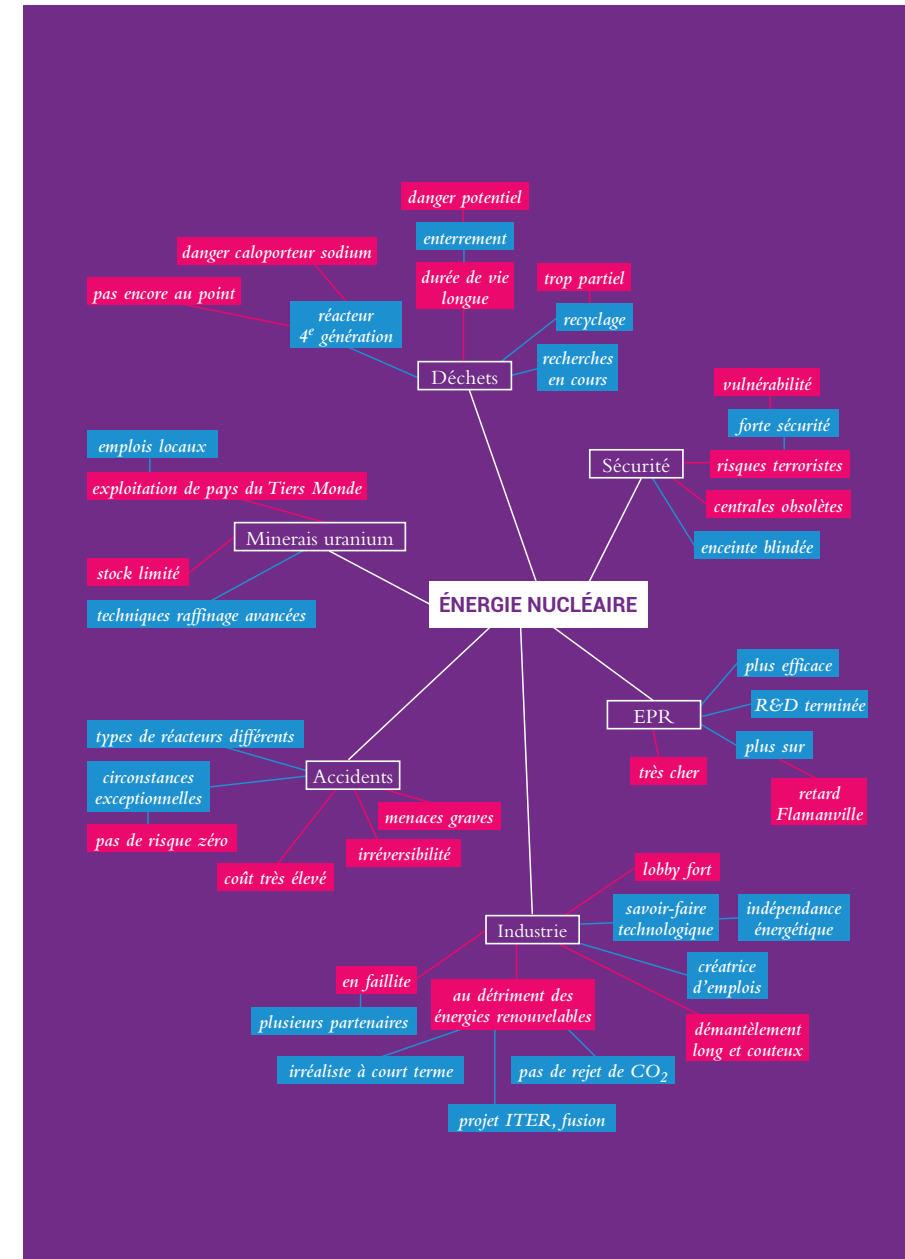 danger potentiel
enterrement
danger caloporteur sodium
durée de vie
longue
trop partiel
pas encore au point
réacteur
4e génération
recyclage
recherches
en cours
Déchets
vulnérabilité
forte sécurité
emplois locaux
Sécurité
risques terroristes
exploitation de pays du Tiers Monde
centrales obsolètes
Minerais uranium
enceinte blindée
stock limité
ÉNERGIE NUCLÉAIRE
techniques raffinage avancées
plus efficace
R&D terminée
EPR
types de réacteurs différents
plus sur
circonstances
exceptionnelles
Accidents
très cher
retard
Flamanville
menaces graves
pas de risque zéro
irréversibilité
coût très élevé
lobby fort
savoir-faire
technologique
indépendance
énergétique
Industrie
créatrice
d'emplois
en faillite
au détriment des
énergies renouvelables
plusieurs partenaires
démantèlement
long et couteux
irréaliste à court terme
pas de rejet de CO2
projet ITER, fusion